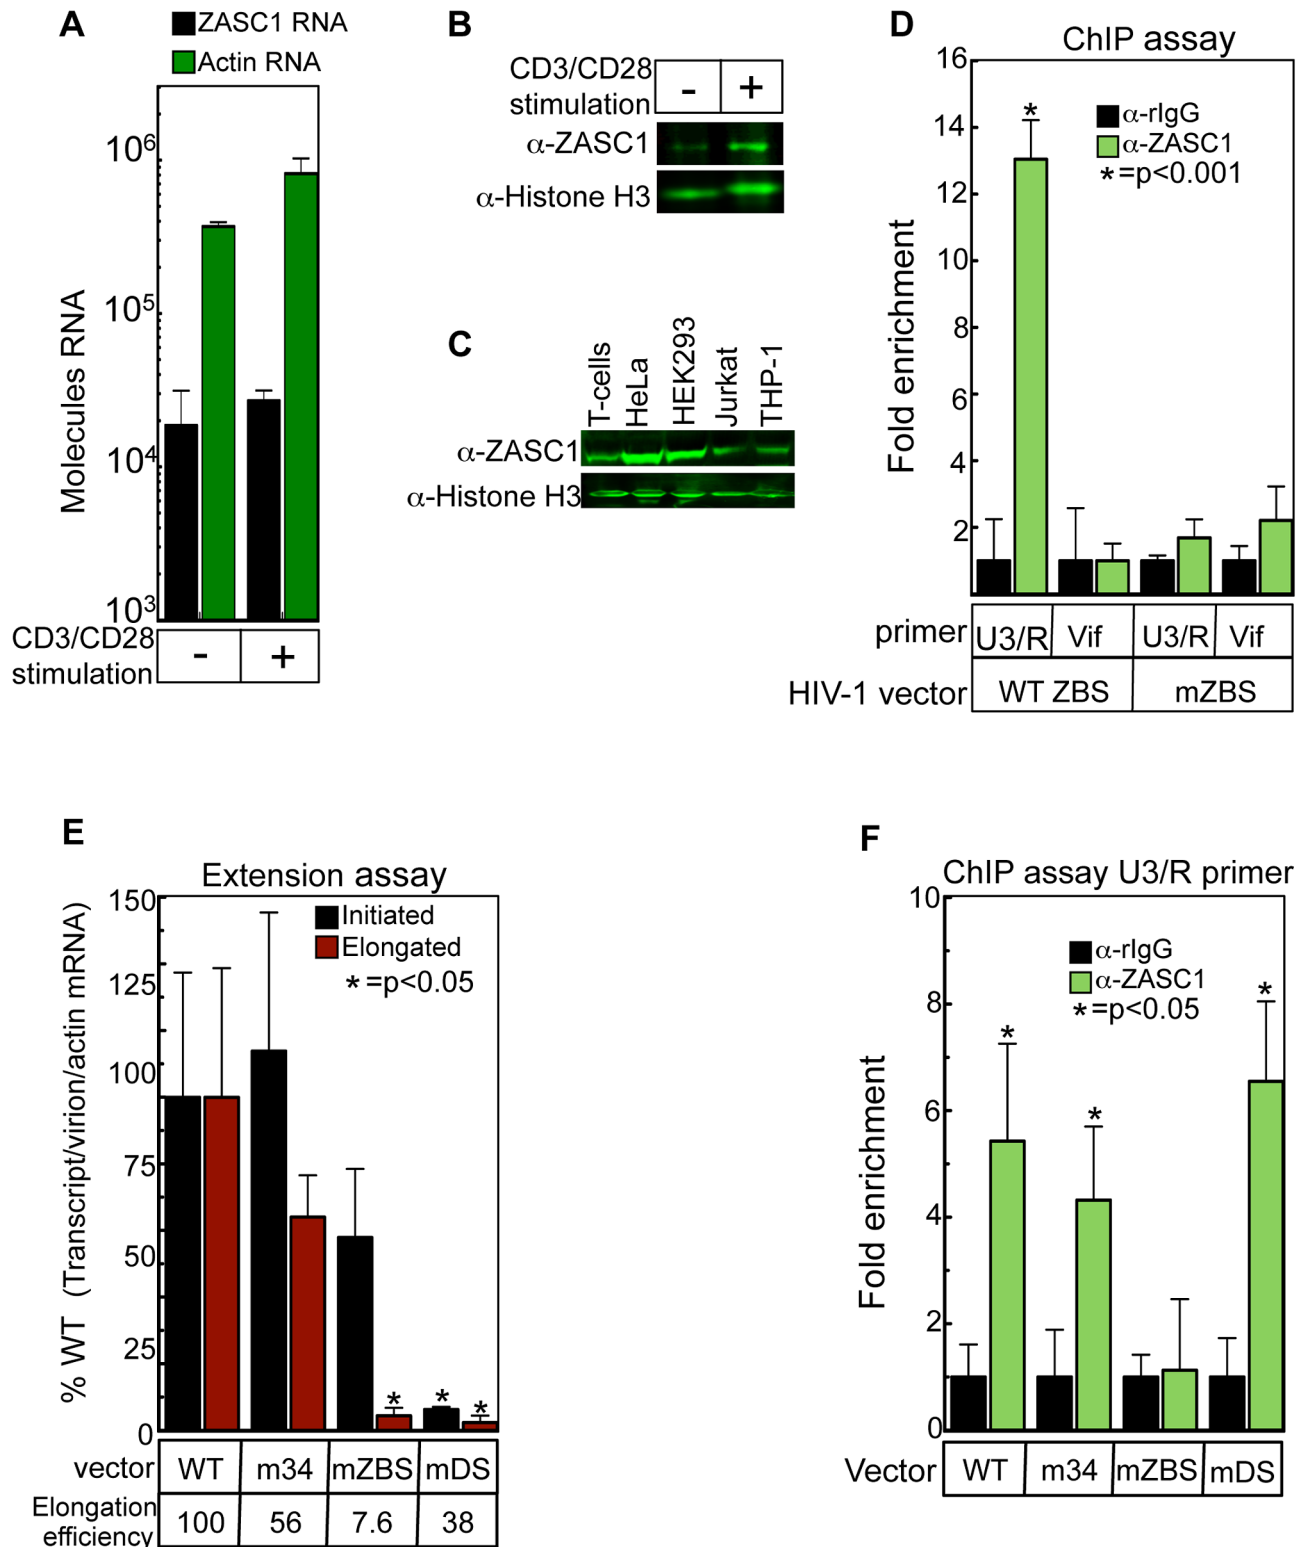 A
ZASC1 RNA
Actin RNA
Molecules RNA
10^6
10^5
10^4
10^3
CD3/CD28
stimulation
-
+
B
CD3/CD28
stimulation
-
+
α-ZASC1
α-Histone H3
C
T-cells
HeLa
HEK293
Jurkat
THP-1
α-ZASC1
α-Histone H3
D
ChIP assay
α-rIgG
α-ZASC1
*=p<0.001
*
Fold enrichment
16
14
12
10
8
6
4
2
primer
U3/R
Vif
U3/R
Vif
HIV-1 vector
WT ZBS
mZBS
E
Extension assay
Initiated
Elongated
*=p<0.05
% WT (Transcript/virion/actin mRNA)
150
125
100
75
50
25
0
*
*
*
vector
WT
m34
mZBS
mDS
Elongation
efficiency
100
56
7.6
38
F
ChIP assay U3/R primer
α-rIgG
α-ZASC1
*=p<0.05
Fold enrichment
10
8
6
4
2
0
*
*
*
Vector
WT
m34
mZBS
mDS